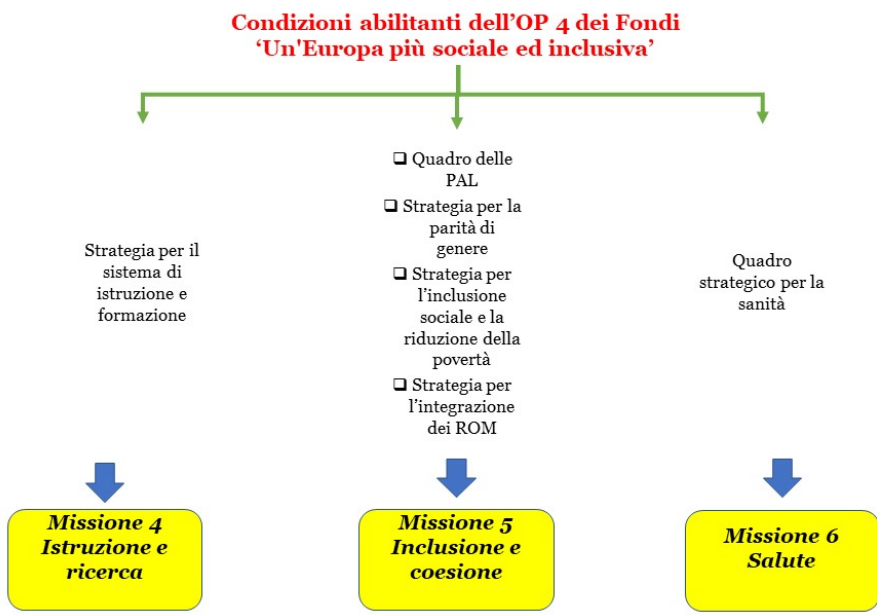 Condizioni abilitanti dell’OP 4 dei Fondi
‘Un'Europa più sociale ed inclusiva’
Strategia per il
sistema di
istruzione e
formazione
❑ Quadro delle
PAL
❑ Strategia per la
parità di
genere
❑ Strategia per
l’inclusione
sociale e la
riduzione della
povertà
❑ Strategia per
l’integrazione
dei ROM
Quadro
strategico per la
sanità
Missione 4
Istruzione e
ricerca
Missione 5
Inclusione e
coesione
Missione 6
Salute